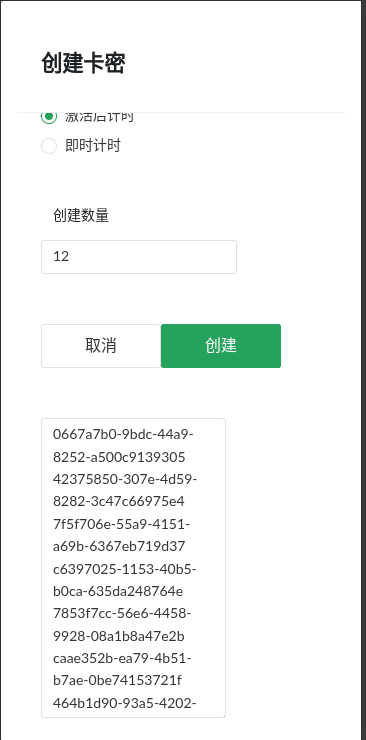 创建卡密
激活后计时
即时计时
创建数量
12
取消
创建
0667a7b0-9bdc-44a9-
8252-a500c9139305
42375850-307e-4d59-
8282-3c47c66975e4
7f5f706e-55a9-4151-
a69b-6367eb719d37
c6397025-1153-40b5-
b0ca-635da248764e
7853f7cc-56e6-4458-
9928-08a1b8a47e2b
caae352b-ea79-4b51-
b7ae-0be74153721f
464b1d90-93a5-4202-